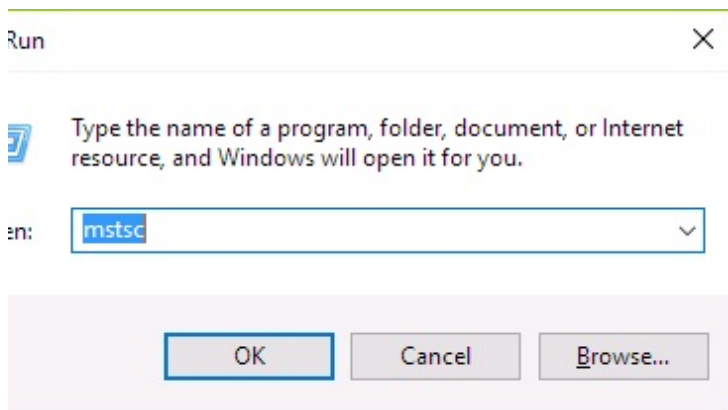 Run
Type the name of a program, folder, document, or Internet
resource, and Windows will open it for you.
en: mstsc
OK Cancel Browse...